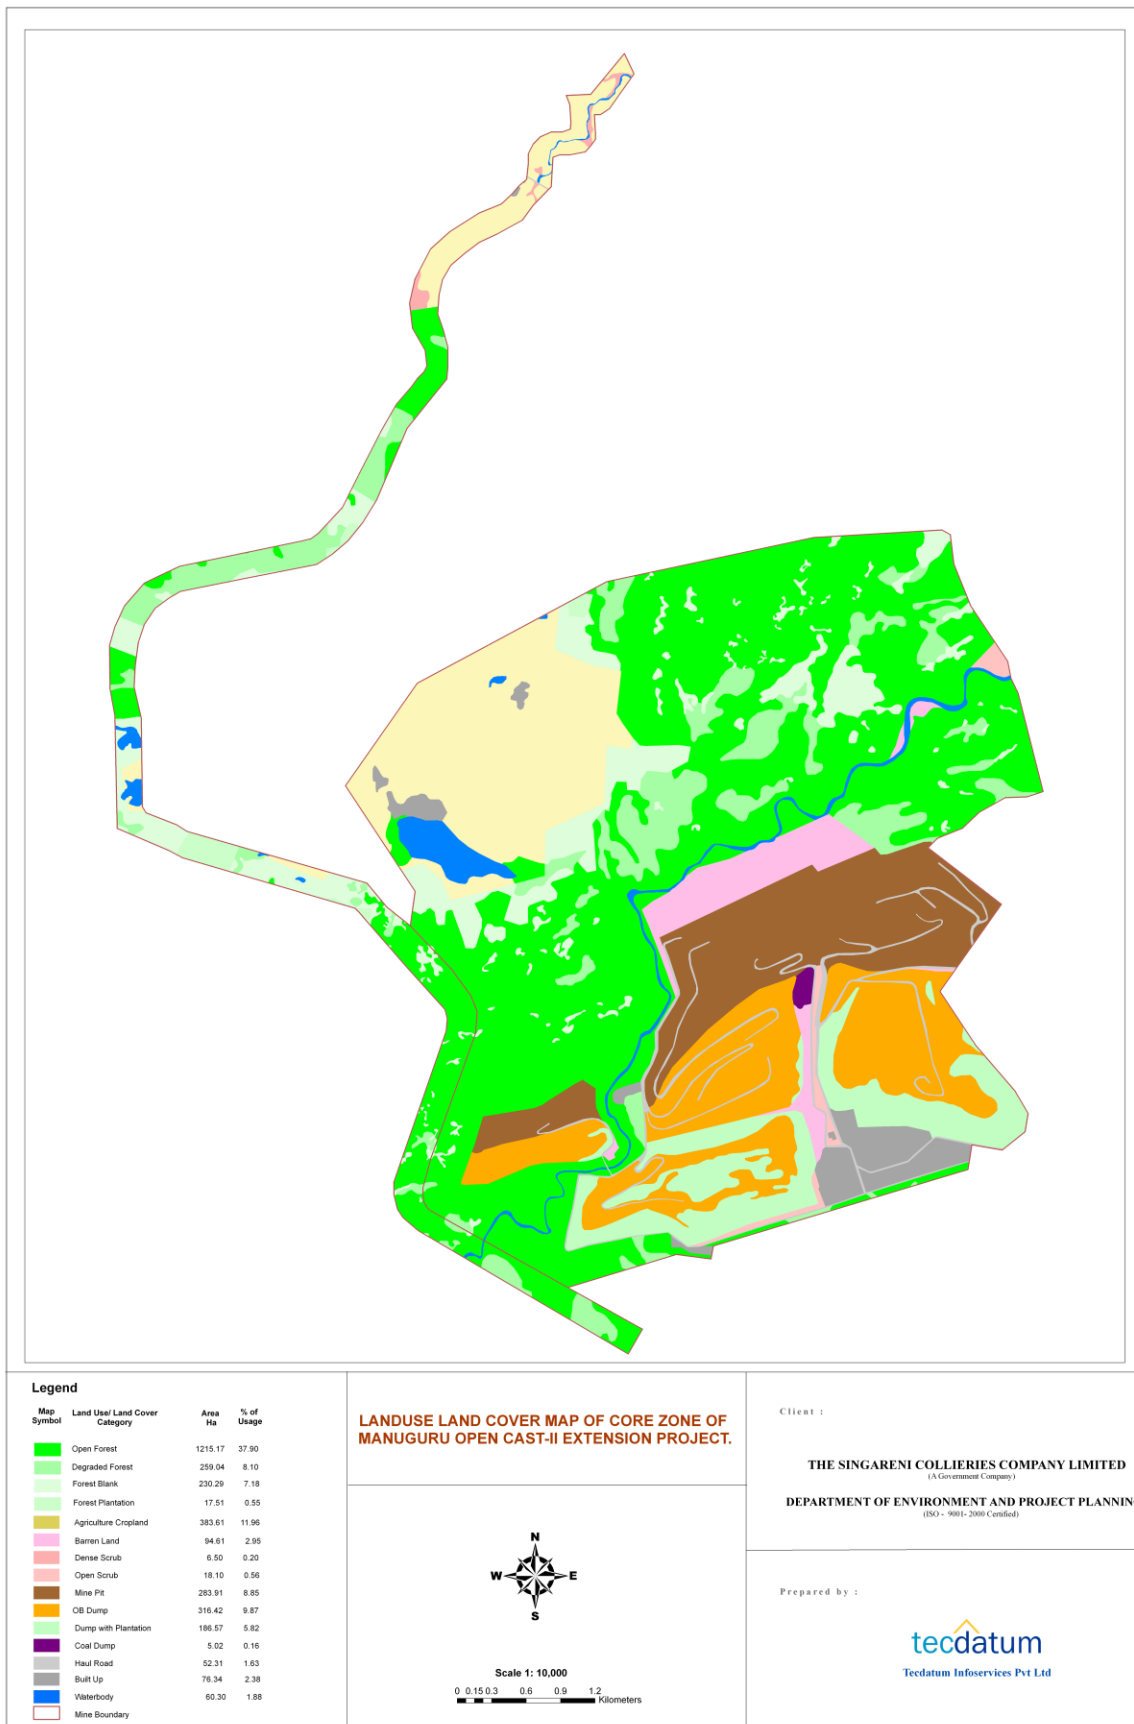 Legend
Map Symbol Land Use/ Land Cover Category Area Ha % of Usage
Open Forest 1215.17 37.90
Degraded Forest 259.04 8.10
Forest Blank 230.29 7.18
Forest Plantation 17.51 0.55
Agriculture Cropland 383.61 11.96
Barren Land 94.61 2.95
Dense Scrub 6.50 0.20
Open Scrub 18.10 0.56
Mine Pit 283.91 8.85
OB Dump 316.42 9.87
Dump with Plantation 186.57 5.82
Coal Dump 5.02 0.16
Haul Road 52.31 1.63
Built Up 76.34 2.38
Waterbody 60.30 1.88
Mine Boundary
LANDUSE LAND COVER MAP OF CORE ZONE OF
MANUGURU OPEN CAST-II EXTENSION PROJECT.
N
W E
S
Scale 1: 10,000
0 0.15 0.3 0.6 0.9 1.2
Kilometers
Client :
THE SINGARENI COLLIERIES COMPANY LIMITED
(A Government Company)
DEPARTMENT OF ENVIRONMENT AND PROJECT PLANNIN
(ISO - 9001- 2000 Certified)
Prepared by :
tecdatum
Tecdatum Infoservices Pvt Ltd